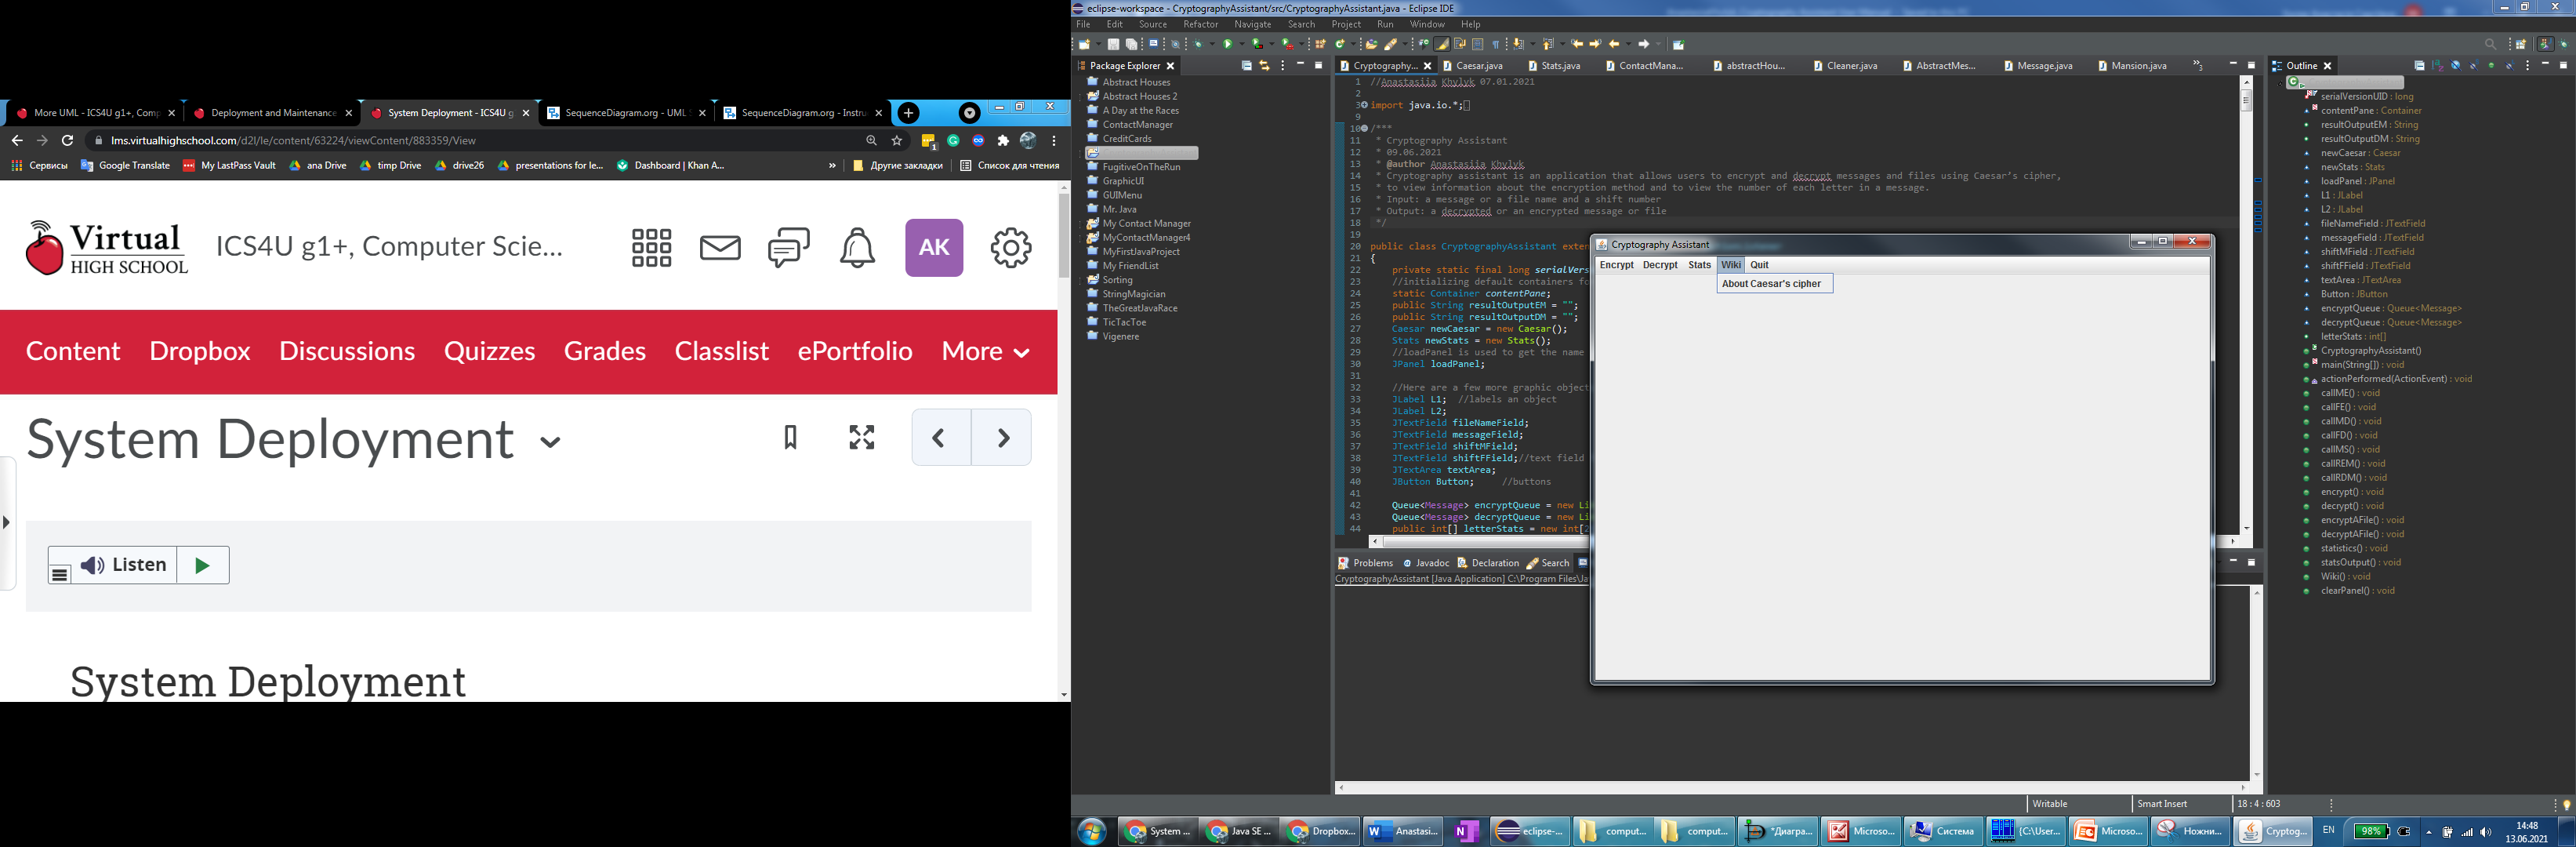 More UML - ICS4U g1+, Comp
Deployment and Maintenance
System Deployment - ICS4U g
SequenceDiagram.org - UML
SequenceDiagram.org - Instru
lms.virtualhighschool.com/d2l/le/content/63224/viewContent/883359/View
Сервисы
Google Translate
My LastPass Vault
ana Drive
timp Drive
drive26
presentations for le...
Dashboard | Khan A...
»
Другие закладки
Список для чтения
Virtual
HIGH SCHOOL
ICS4U g1+, Computer Scie...
AK
Content Dropbox Discussions Quizzes Grades Classlist ePortfolio More
System Deployment
Listen
System Deployment
eclipse-workspace - CryptographyAssistant/src/CryptographyAssistant.java - Eclipse IDE
File Edit Source Refactor Navigate Search Project Run Window Help
Package Explorer
Abstract Houses
Abstract Houses 2
A Day at the Races
ContactManager
CreditCards
FugitiveOnTheRun
GraphicUI
GUIMenu
Mr. Java
My Contact Manager
MyContactManager4
MyFirstJavaProject
My FriendList
Sorting
StringMagician
TheGreatJavaRace
TicTacToe
Vigenere
Cryptography...
Caesar.java
Stats.java
ContactMana...
abstractHou...
Cleaner.java
AbstractMes...
Message.java
Mansion.java
1 //Anastasiia Khylyk 07.01.2021
2
3 import java.io.*;
9
10 /***
11 * Cryptography Assistant
12 * 09.06.2021
13 * @author Anastasiia Khylyk
14 * Cryptography assistant is an application that allows users to encrypt and decrypt messages and files using Caesar's cipher,
15 * to view information about the encryption method and to view the number of each letter in a message.
16 * Input: a message or a file name and a shift number
17 * Output: a decrypted or an encrypted message or file
18 */
19
20 public class CryptographyAssistant exter
21 {
22 private static final long serialVers
23 //initializing default containers fo
24 static Container contentPane;
25 public String resultOutputEM = "";
26 public String resultOutputDM = "";
27 Caesar newCaesar = new Caesar();
28 Stats newStats = new Stats();
29 //loadPanel is used to get the name
30 JPanel loadPanel;
31
32 //Here are a few more graphic object
33 JLabel L1; //labels an object
34 JLabel L2;
35 JTextField fileNameField;
36 JTextField messageField;
37 JTextField shiftMField;
38 JTextField shiftFField;//text field
39 JTextArea textArea;
40 JButton Button; //buttons
41
42 Queue<Message> encryptQueue = new Li
43 Queue<Message> decryptQueue = new Li
44 public int[] letterStats = new int[2
Cryptography Assistant
Encrypt Decrypt Stats Wiki Quit
About Caesar's cipher
Problems Javadoc Declaration Search
CryptographyAssistant [Java Application] C:\Program Files\Ja
Outline
serialVersionUID : long
contentPane : Container
resultOutputEM : String
resultOutputDM : String
newCaesar : Caesar
newStats : Stats
loadPanel : JPanel
L1 : JLabel
L2 : JLabel
fileNameField : JTextField
messageField : JTextField
shiftMField : JTextField
shiftFField : JTextField
textArea : JTextArea
Button : JButton
encryptQueue : Queue<Message>
decryptQueue : Queue<Message>
letterStats : int[]
CryptographyAssistant()
main(String[]) : void
actionPerformed(ActionEvent) : void
callME() : void
callFE() : void
callMD() : void
callFD() : void
callMS() : void
callREM() : void
callRDM() : void
encrypt() : void
decrypt() : void
encryptAFile() : void
decryptAFile() : void
statistics() : void
statsOutput() : void
Wiki() : void
clearPanel() : void
Writable
Smart Insert
18 : 4 : 603
System ...
Java SE ...
Dropbox...
Anastasi...
eclipse-...
comput...
comput...
*Диагра...
Microso...
Система
(C:\User...
Microso...
Ножни...
Cryptog...
EN
98%
14:48
13.06.2021